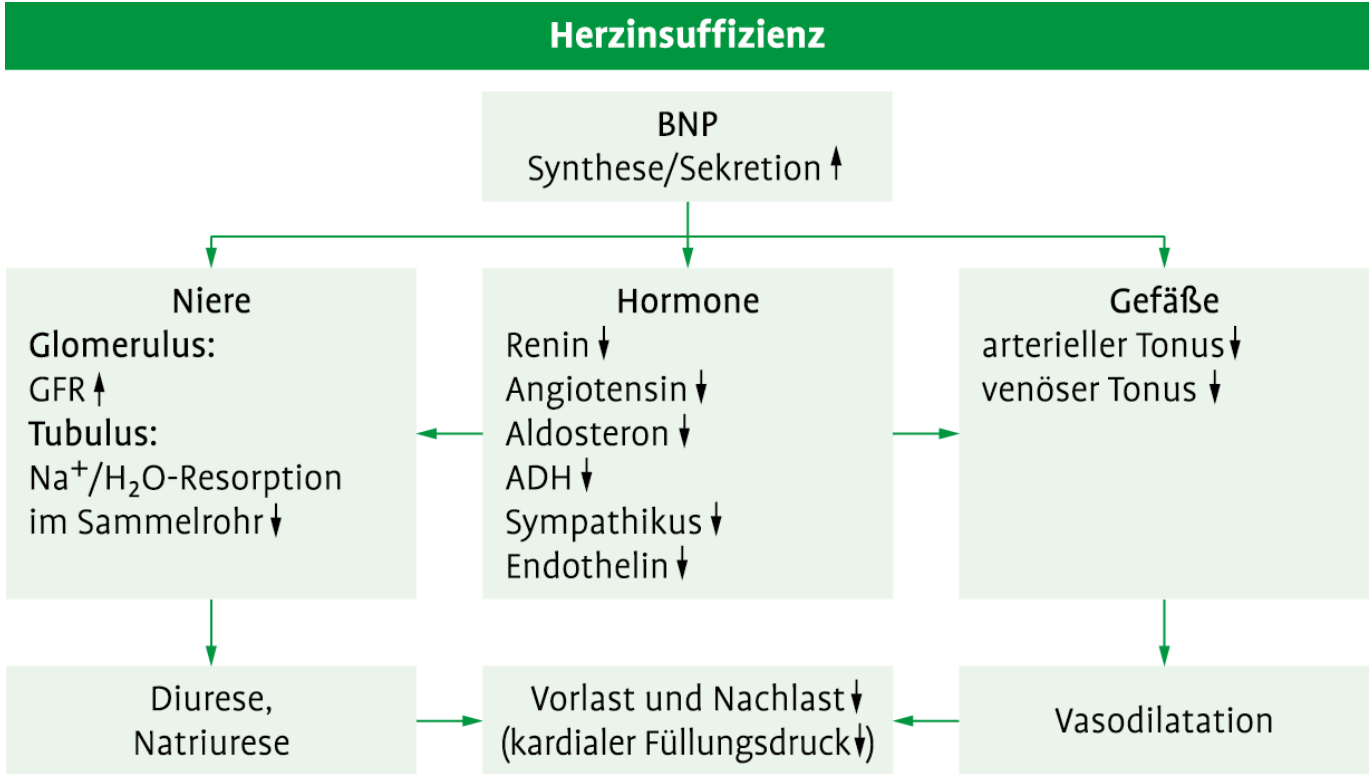 Herzinsuffizienz
BNP
Synthese/Sekretion↑
Niere
Glomerulus:
GFR↑
Tubulus:
Na⁺/H₂O-Resorption
im Sammelrohr↓
Hormone
Renin↓
Angiotensin↓
Aldosteron↓
ADH↓
Sympathikus↓
Endothelin↓
Gefäße
arterieller Tonus↓
venöser Tonus ↓
Diurese,
Natriurese
Vorlast und Nachlast↓
(kardialer Füllungsdruck↓)
Vasodilatation